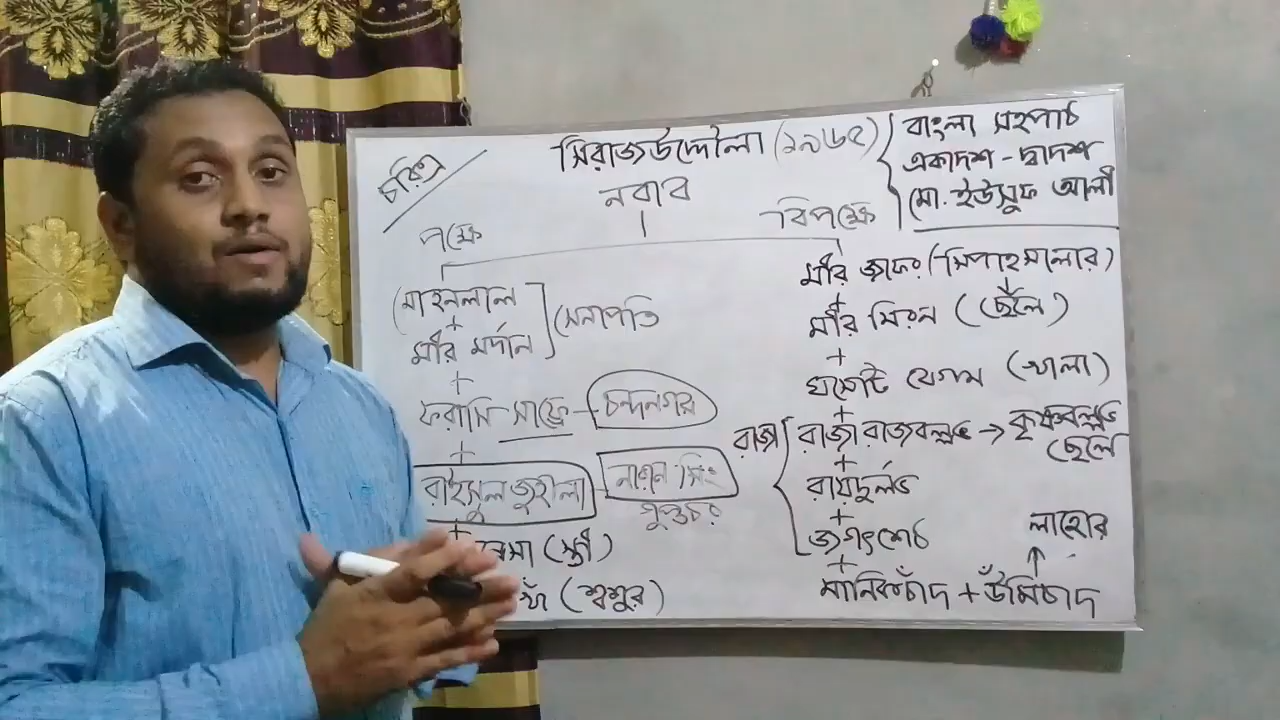 চরিত্র
সিরাজউদ্দৌলা (১৯৬৫)
বাংলা সহপাঠ
একাদশ - দ্বাদশ
মো. ইউসুফ আলী
নবাব
পক্ষে
মোহনলাল
+
মীর মর্দান
সেনাপতি
+
ফরাসি সাফ্রে - চন্দননগর
+
রাইসুল জুহালা - নারান সিং
গুপ্তচর
+
(স্ত্রী)
খাঁ (শ্বশুর)
বিপক্ষে
মীর জাফর (সিপাহসালার)
+
মীর মিরন (ছেলে)
+
ঘসেটি বেগম (খালা)
+
রাজা রাজবল্লভ → কৃষ্ণবল্লভ
ছেলে
+
রায়দুর্লভ
+
জগৎশেঠ
+
মানিকচাঁদ + উঁমিচাদ
লাহোর